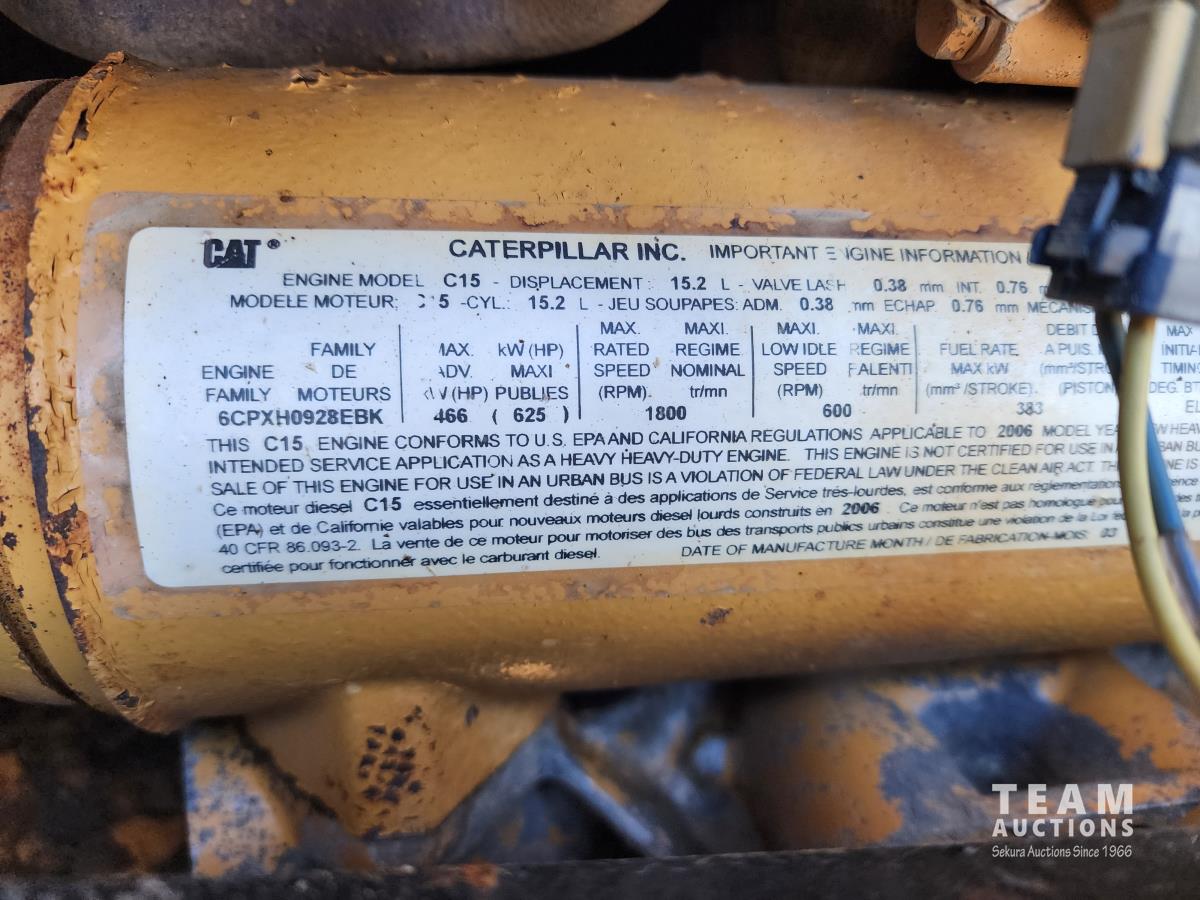 CAT® CATERPILLAR INC. IMPORTANT ENGINE INFORMATION
ENGINE MODEL C15 - DISPLACEMENT: 15.2 L - VALVE LASH 0.38 mm INT. 0.76
MODELE MOTEUR: 15 -CYL.: 15.2 L - JEU SOUPAPES: ADM. 0.38 mm ECHAP. 0.76 mm
MAX. MAXI. MAXI. MAXI. DEBIT MAX
FAMILY MAX. kW (HP) RATED REGIME LOW IDLE REGIME FUEL RATE A PUIS.
ENGINE DE ADV. MAXI SPEED NOMINAL SPEED RALENTI MAX kW
FAMILY MOTEURS kW (HP) PUBLIES (RPM) tr/mn (RPM) tr/mn (mm³ /STROKE)
6CPXH0928EBK 466 ( 625 ) 1800 600 383
THIS C15 ENGINE CONFORMS TO U.S. EPA AND CALIFORNIA REGULATIONS APPLICABLE TO 2006 MODEL
INTENDED SERVICE APPLICATION AS A HEAVY HEAVY-DUTY ENGINE. THIS ENGINE IS NOT CERTIFIED FOR USE IN
SALE OF THIS ENGINE FOR USE IN AN URBAN BUS IS A VIOLATION OF FEDERAL LAW UNDER THE CLEAN AIR ACT.
Ce moteur diesel C15 essentiellement destiné à des applications de Service trés-lourdes, est conforme aux
(EPA) et de Californie valables pour nouveaux moteurs diesel lourds construits en 2006 . Ce moteur n'est pas
40 CFR 86.093-2. La vente de ce moteur pour motoriser des bus des transports publics urbains constitue une violation de la
certifiée pour fonctionner avec le carburant diesel. DATE OF MANUFACTURE MONTH / DE FABRICATION-MOIS: 03
TEAM
AUCTIONS
Sekura Auctions Since 1966